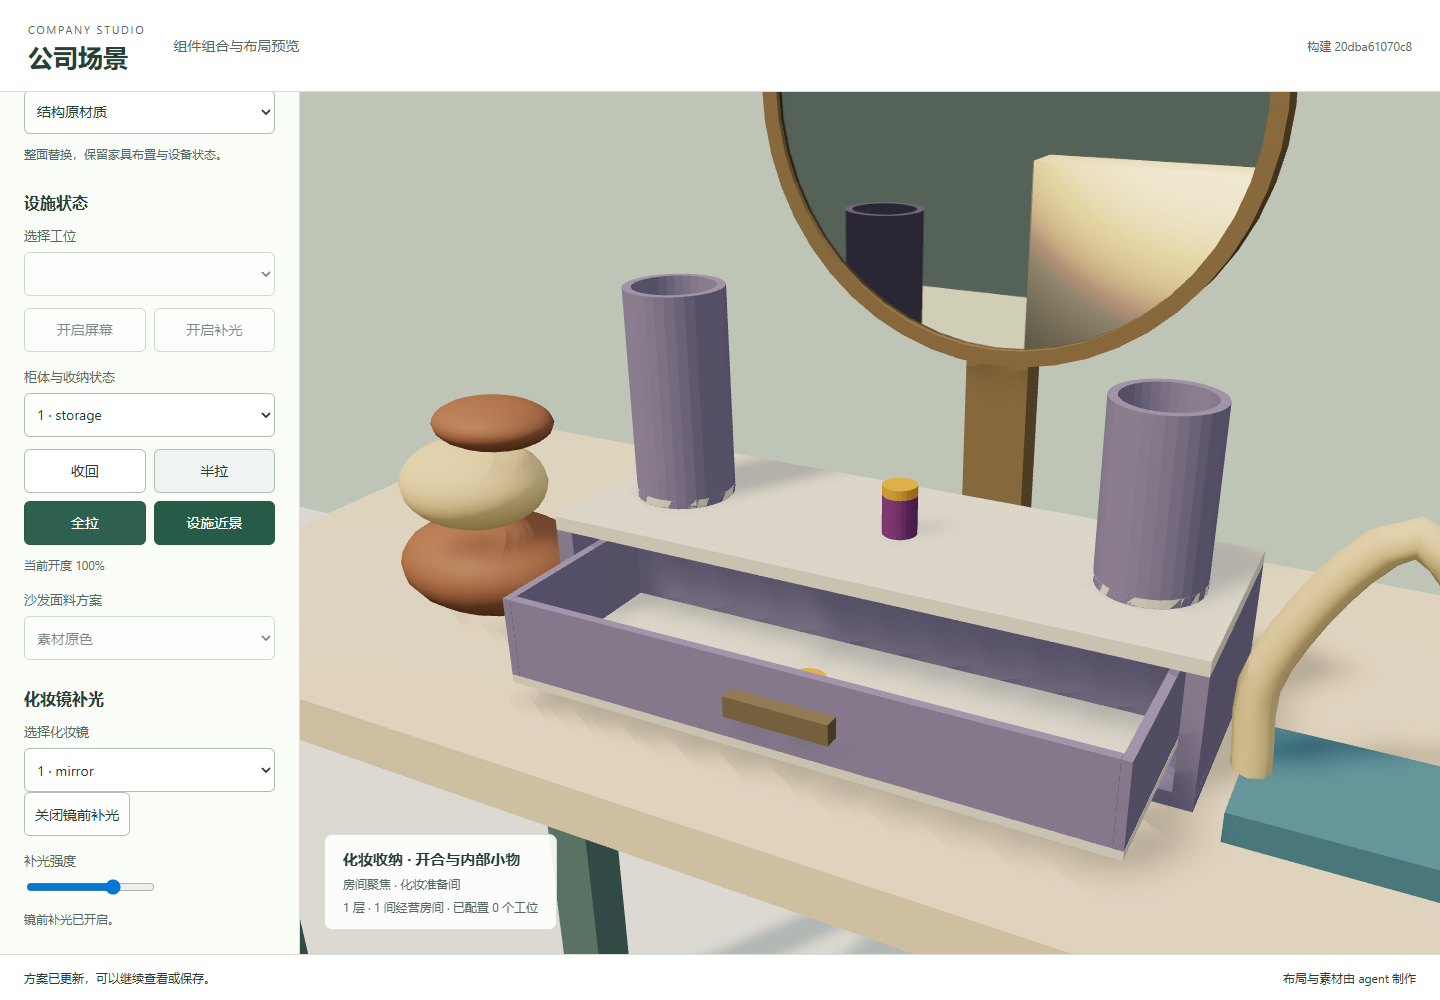 COMPANY STUDIO
公司场景
组件组合与布局预览
构建 20dba61070c8
结构原材质
整面替换，保留家具布置与设备状态。
设施状态
选择工位
开启屏幕
开启补光
柜体与收纳状态
1 · storage
收回
半拉
全拉
设施近景
当前开度 100%
沙发面料方案
素材原色
化妆镜补光
选择化妆镜
1 · mirror
关闭镜前补光
补光强度
镜前补光已开启。
化妆收纳 · 开合与内部小物
房间聚焦 · 化妆准备间
1 层 · 1 间经营房间 · 已配置 0 个工位
方案已更新，可以继续查看或保存。
布局与素材由 agent 制作